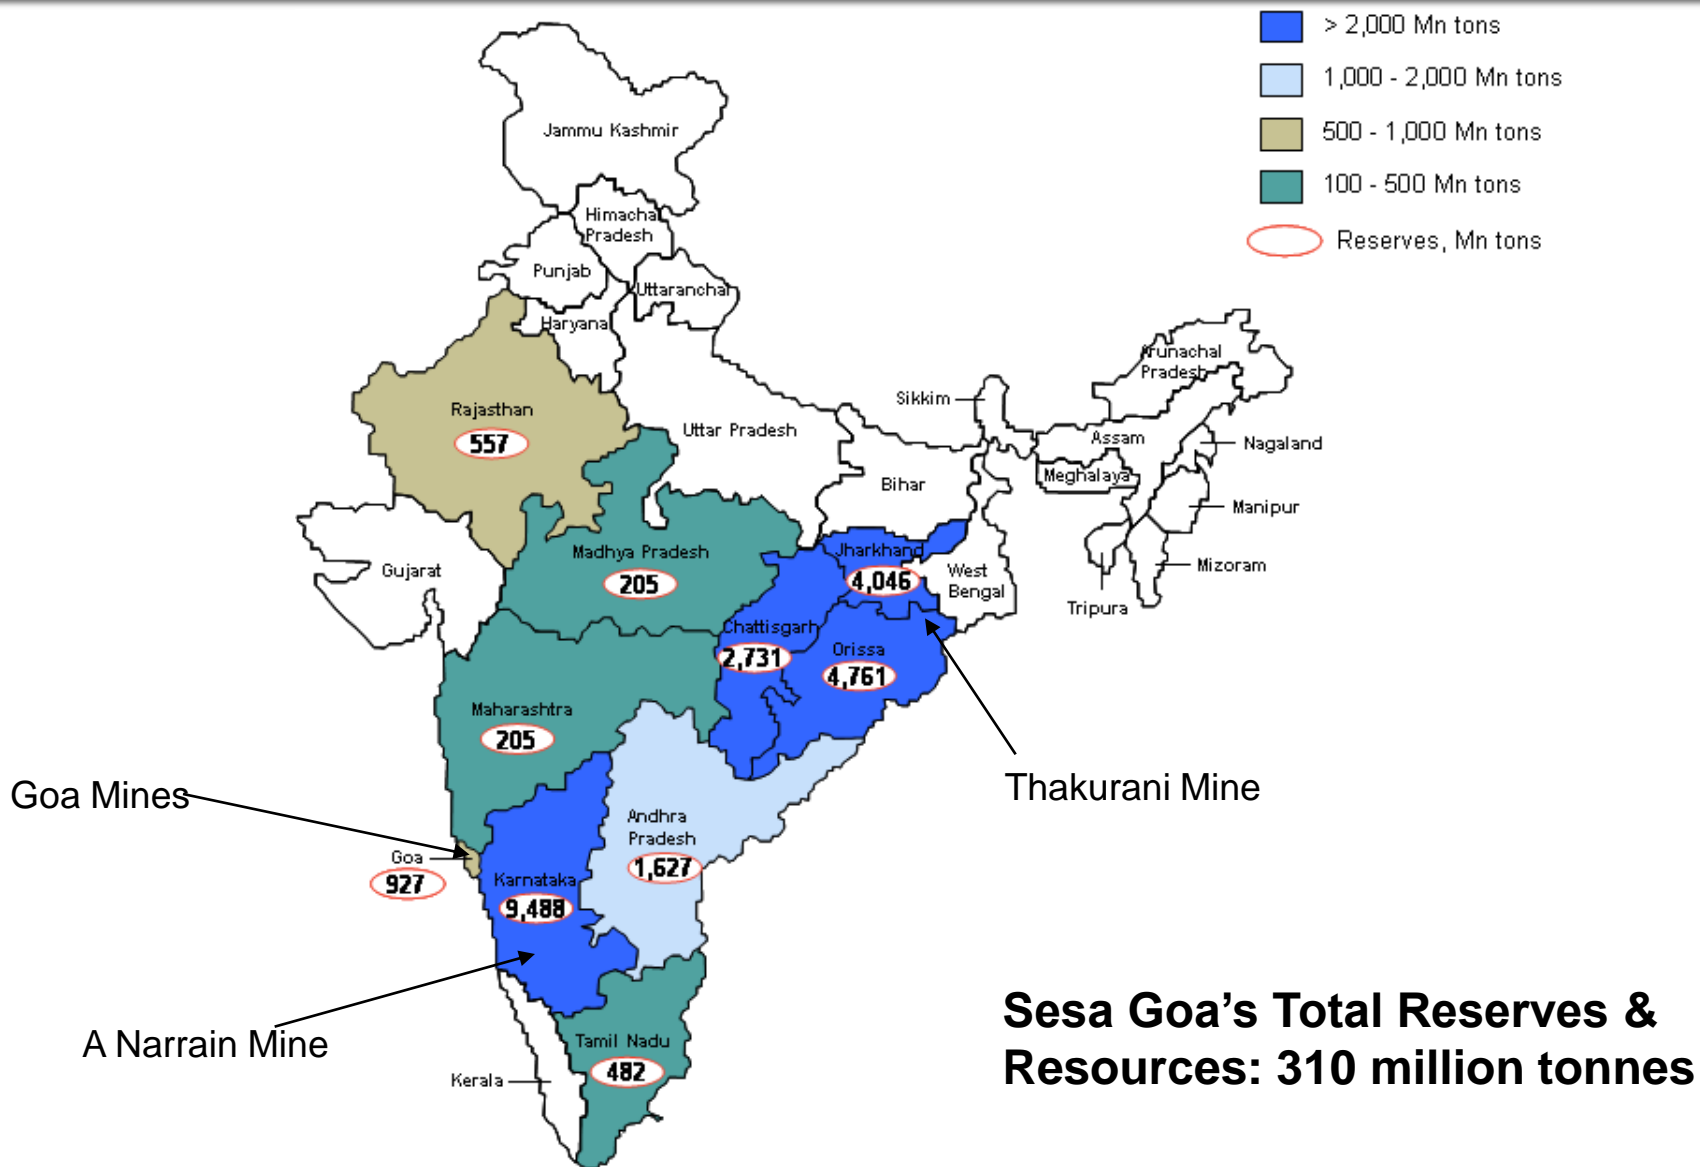 > 2,000 Mn tons
1,000 - 2,000 Mn tons
500 - 1,000 Mn tons
100 - 500 Mn tons
Reserves, Mn tons
Jammu Kashmir
Himachal
Pradesh
Punjab
Uttaranchal
Haryana
Arunachal
Pradesh
Sikkim
Rajasthan
557
Uttar Pradesh
Assam
Nagaland
Meghalaya
Bihar
Manipur
Madhya Pradesh
205
Jharkhand
4,046
Gujarat
West
Bengal
Mizoram
Tripura
Chattisgarh
2,731
Orissa
4,761
Maharashtra
205
Goa Mines
Thakurani Mine
Andhra
Pradesh
1,627
Goa
927
Karnataka
9,488
A Narrain Mine
Tamil Nadu
482
Kerala
Sesa Goa’s Total Reserves &
Resources: 310 million tonnes